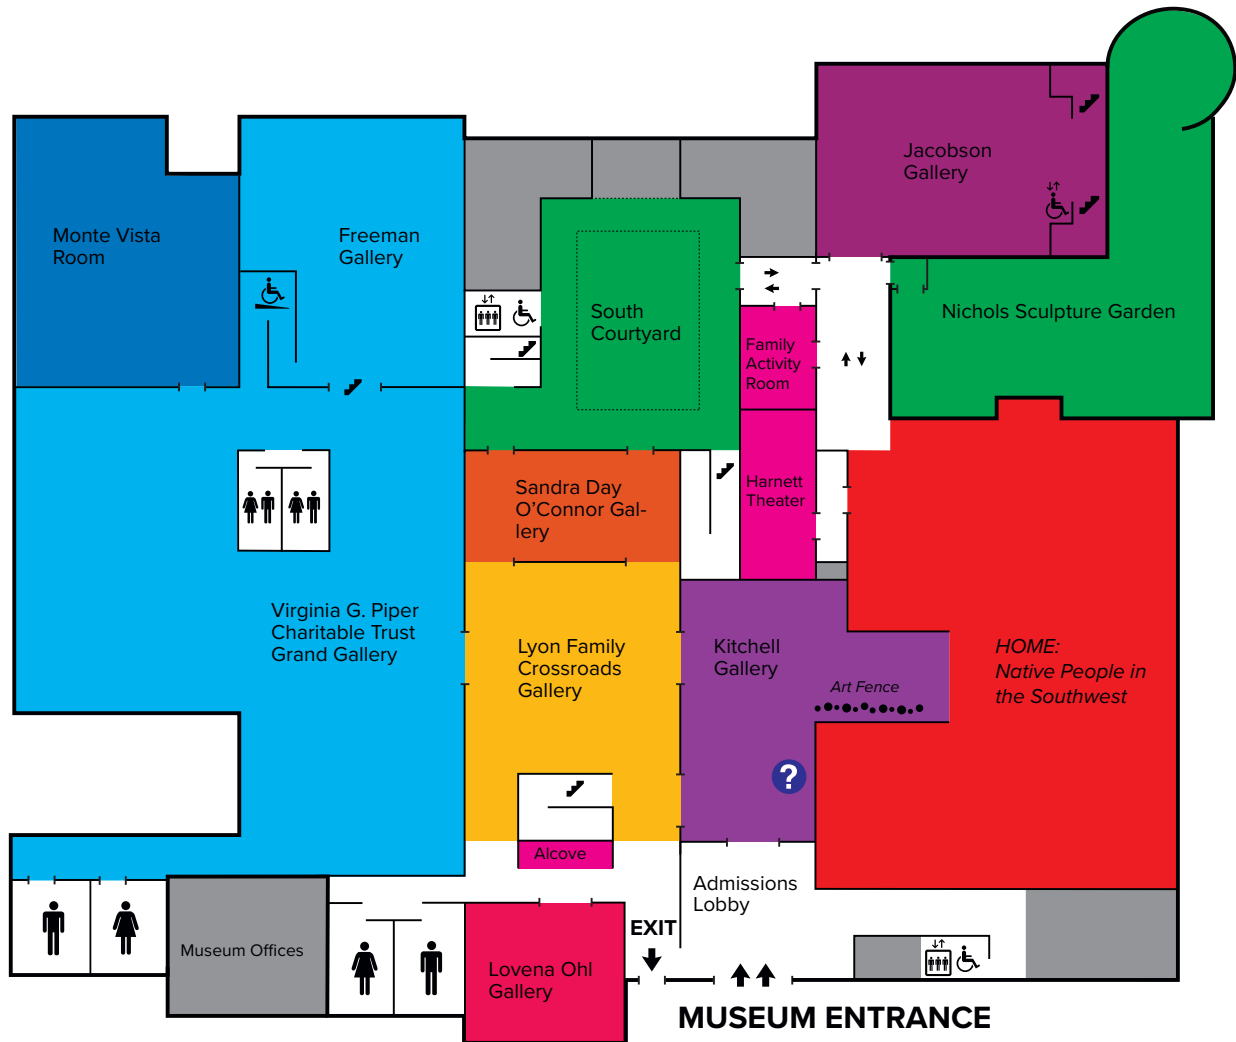 Jacobson
Gallery
Monte Vista
Room
Freeman
Gallery
South
Courtyard
Nichols Sculpture Garden
Family
Activity
Room
Sandra Day
O'Connor Gal-
lery
Harnett
Theater
Virginia G. Piper
Charitable Trust
Grand Gallery
Lyon Family
Crossroads
Gallery
Kitchell
Gallery
HOME:
Native People in
the Southwest
Art Fence
?
Alcove
Admissions
Lobby
EXIT
Museum Offices
Lovena Ohl
Gallery
MUSEUM ENTRANCE